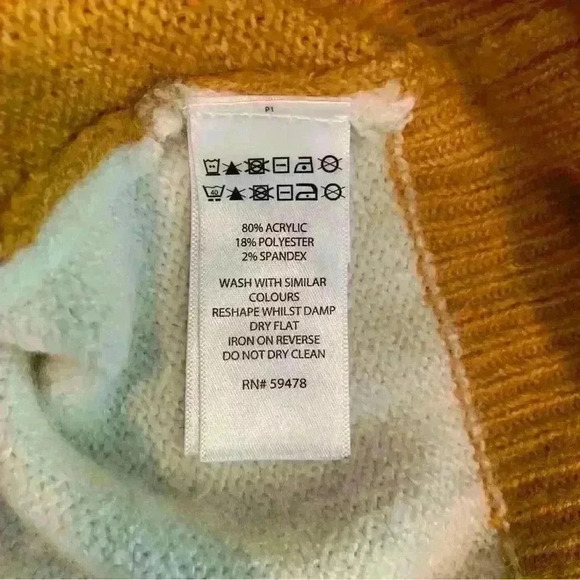 P1
40
80% ACRYLIC
18% POLYESTER
2% SPANDEX
WASH WITH SIMILAR
COLOURS
RESHAPE WHILST DAMP
DRY FLAT
IRON ON REVERSE
DO NOT DRY CLEAN
RN# 59478